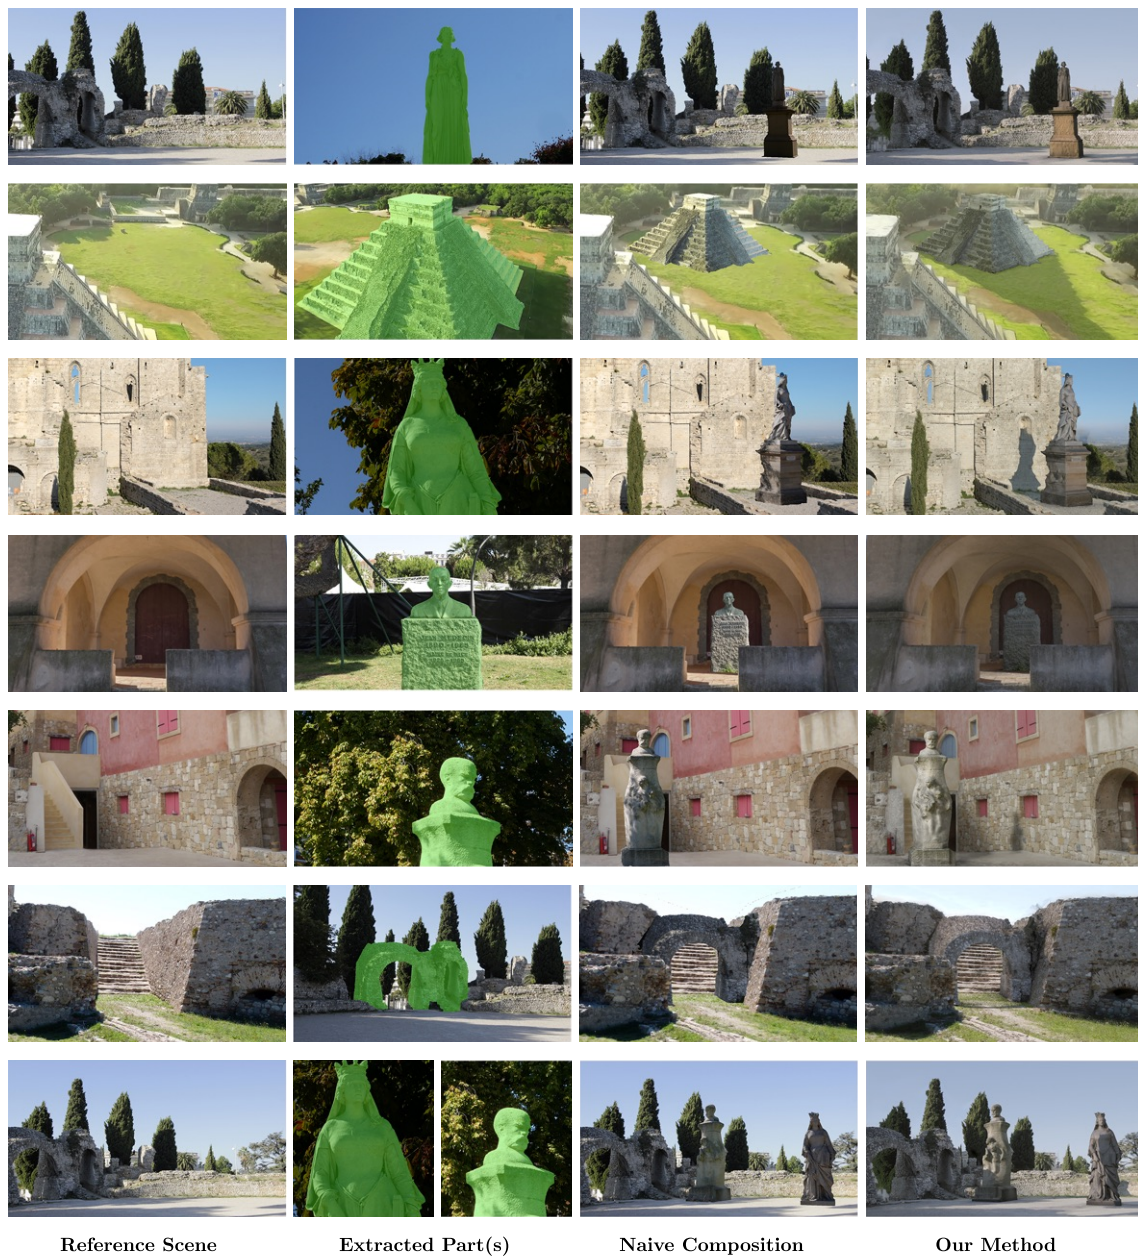 Reference Scene
Extracted Part(s)
Naive Composition
Our Method